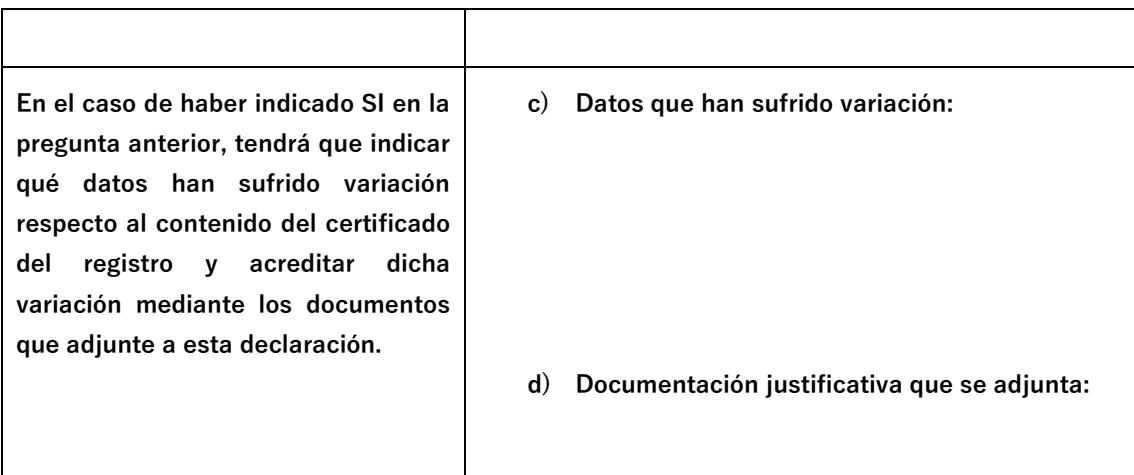 En el caso de haber indicado SI en la
pregunta anterior, tendrá que indicar
qué datos han sufrido variación
respecto al contenido del certificado
del registro y acreditar dicha
variación mediante los documentos
que adjunte a esta declaración.
c) Datos que han sufrido variación:
d) Documentación justificativa que se adjunta: